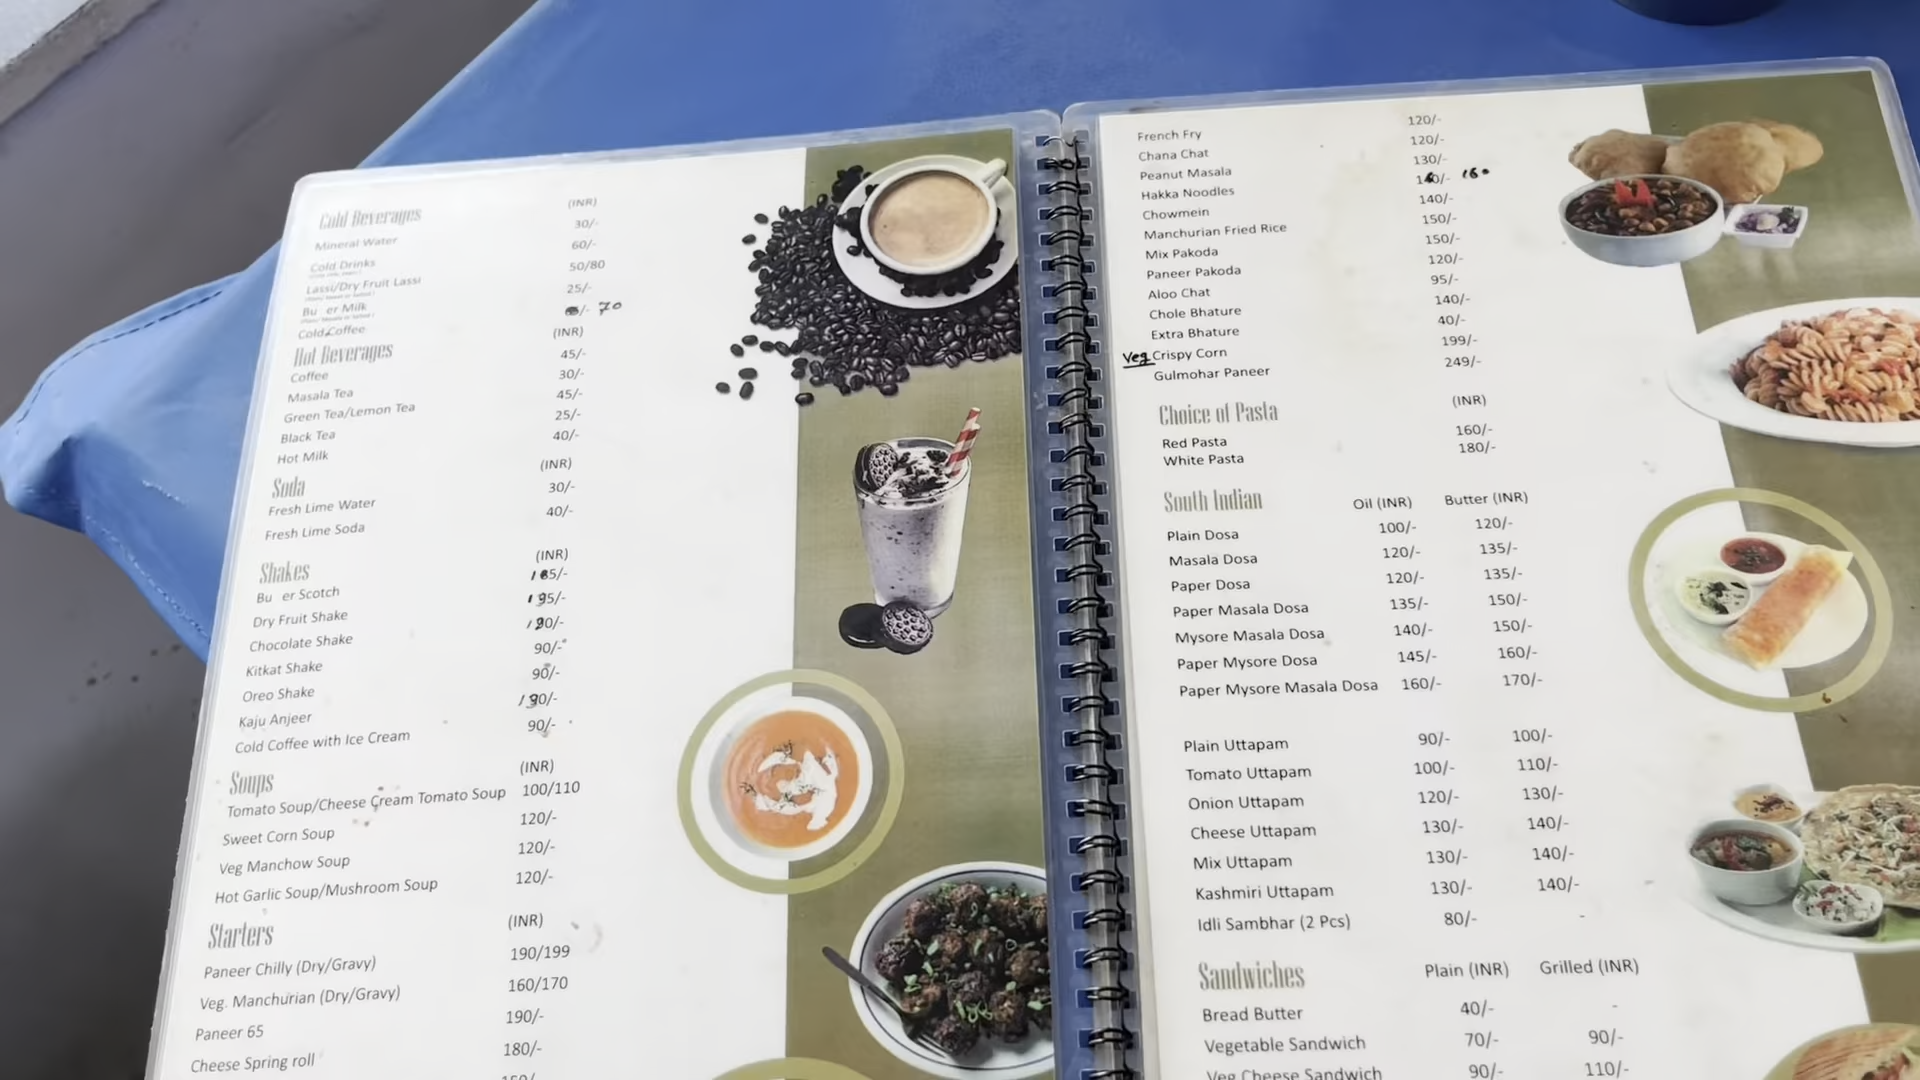 Cold Beverages (INR)
Mineral Water 30/-
Cold Drinks 60/-
Lassi/Dry Fruit Lassi 50/80
Bu er Milk 25/-
Cold Coffee /- 70
Hot Beverages (INR)
Coffee 45/-
Masala Tea 30/-
Green Tea/Lemon Tea 45/-
Black Tea 25/-
Hot Milk 40/-
Soda (INR)
Fresh Lime Water 30/-
Fresh Lime Soda 40/-
Shakes (INR)
Bu er Scotch
Dry Fruit Shake
Chocolate Shake
Kitkat Shake 90/-
Oreo Shake 90/-
Kaju Anjeer
Cold Coffee with Ice Cream 90/-
Soups (INR)
Tomato Soup/Cheese Cream Tomato Soup 100/110
Sweet Corn Soup 120/-
Veg Manchow Soup 120/-
Hot Garlic Soup/Mushroom Soup 120/-
Starters (INR)
Paneer Chilly (Dry/Gravy) 190/199
Veg. Manchurian (Dry/Gravy) 160/170
Paneer 65 190/-
Cheese Spring roll 180/-
French Fry 120/-
Chana Chat 120/-
Peanut Masala 130/-
Hakka Noodles 160
Chowmein 140/-
Manchurian Fried Rice 150/-
Mix Pakoda 150/-
Paneer Pakoda 120/-
Aloo Chat 95/-
Chole Bhature 140/-
Extra Bhature 40/-
Veg Crispy Corn 199/-
Gulmohar Paneer 249/-
Choice of Pasta (INR)
Red Pasta 160/-
White Pasta 180/-
South Indian Oil (INR) Butter (INR)
Plain Dosa 100/- 120/-
Masala Dosa 120/- 135/-
Paper Dosa 120/- 135/-
Paper Masala Dosa 135/- 150/-
Mysore Masala Dosa 140/- 150/-
Paper Mysore Dosa 145/- 160/-
Paper Mysore Masala Dosa 160/- 170/-
Plain Uttapam 90/- 100/-
Tomato Uttapam 100/- 110/-
Onion Uttapam 120/- 130/-
Cheese Uttapam 130/- 140/-
Mix Uttapam 130/- 140/-
Kashmiri Uttapam 130/- 140/-
Idli Sambhar (2 Pcs) 80/- -
Sandwiches Plain (INR) Grilled (INR)
Bread Butter 40/- -
Vegetable Sandwich 70/- 90/-
Veg Cheese Sandwich 90/- 110/-